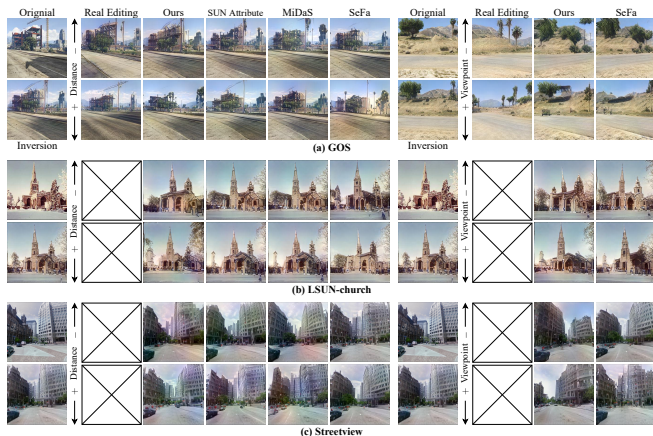 Orignial Real Editing Ours SUN Attribute MiDaS SeFa Orignial Real Editing Ours SeFa
+ Distance −
+ Viewpoint −
Inversion Inversion
(a) GOS
+ Distance −
+ Viewpoint −
(b) LSUN-church
+ Distance −
+ Viewpoint −
(c) Streetview